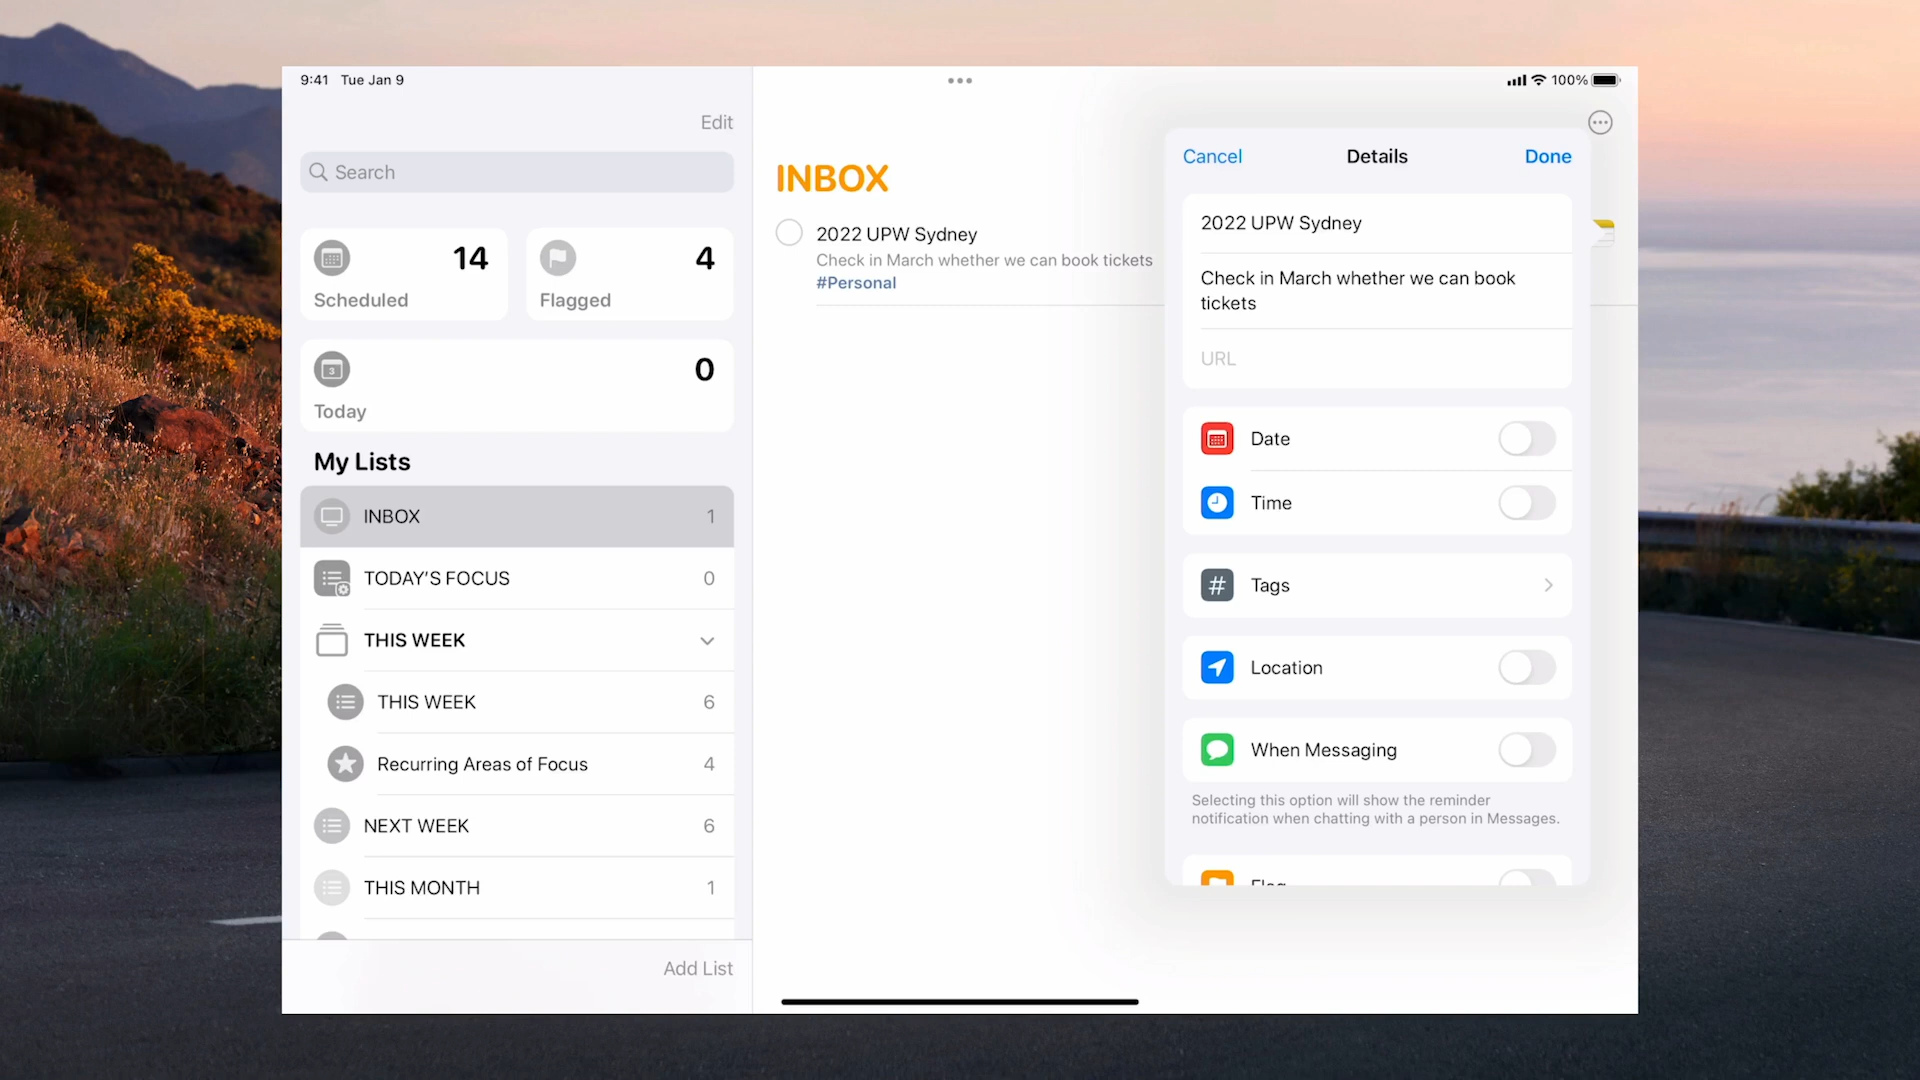 9:41 Tue Jan 9
100%
Edit
Search
14
Scheduled
4
Flagged
3
0
Today
My Lists
INBOX 1
TODAY'S FOCUS 0
THIS WEEK
THIS WEEK 6
Recurring Areas of Focus 4
NEXT WEEK 6
THIS MONTH 1
Add List
INBOX
2022 UPW Sydney
Check in March whether we can book tickets
#Personal
Cancel Details Done
2022 UPW Sydney
Check in March whether we can book
tickets
URL
Date
Time
# Tags
Location
When Messaging
Selecting this option will show the reminder
notification when chatting with a person in Messages.
Flag